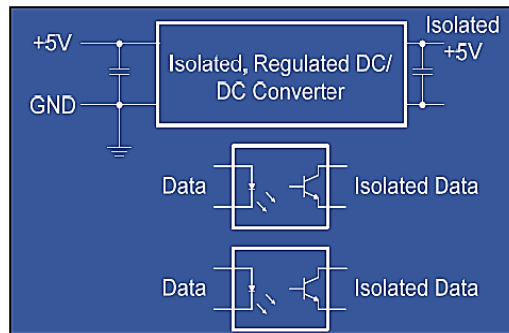 +5V
Isolated, Regulated DC/
DC Converter
Isolated
+5V
GND
Data
Isolated Data
Data
Isolated Data